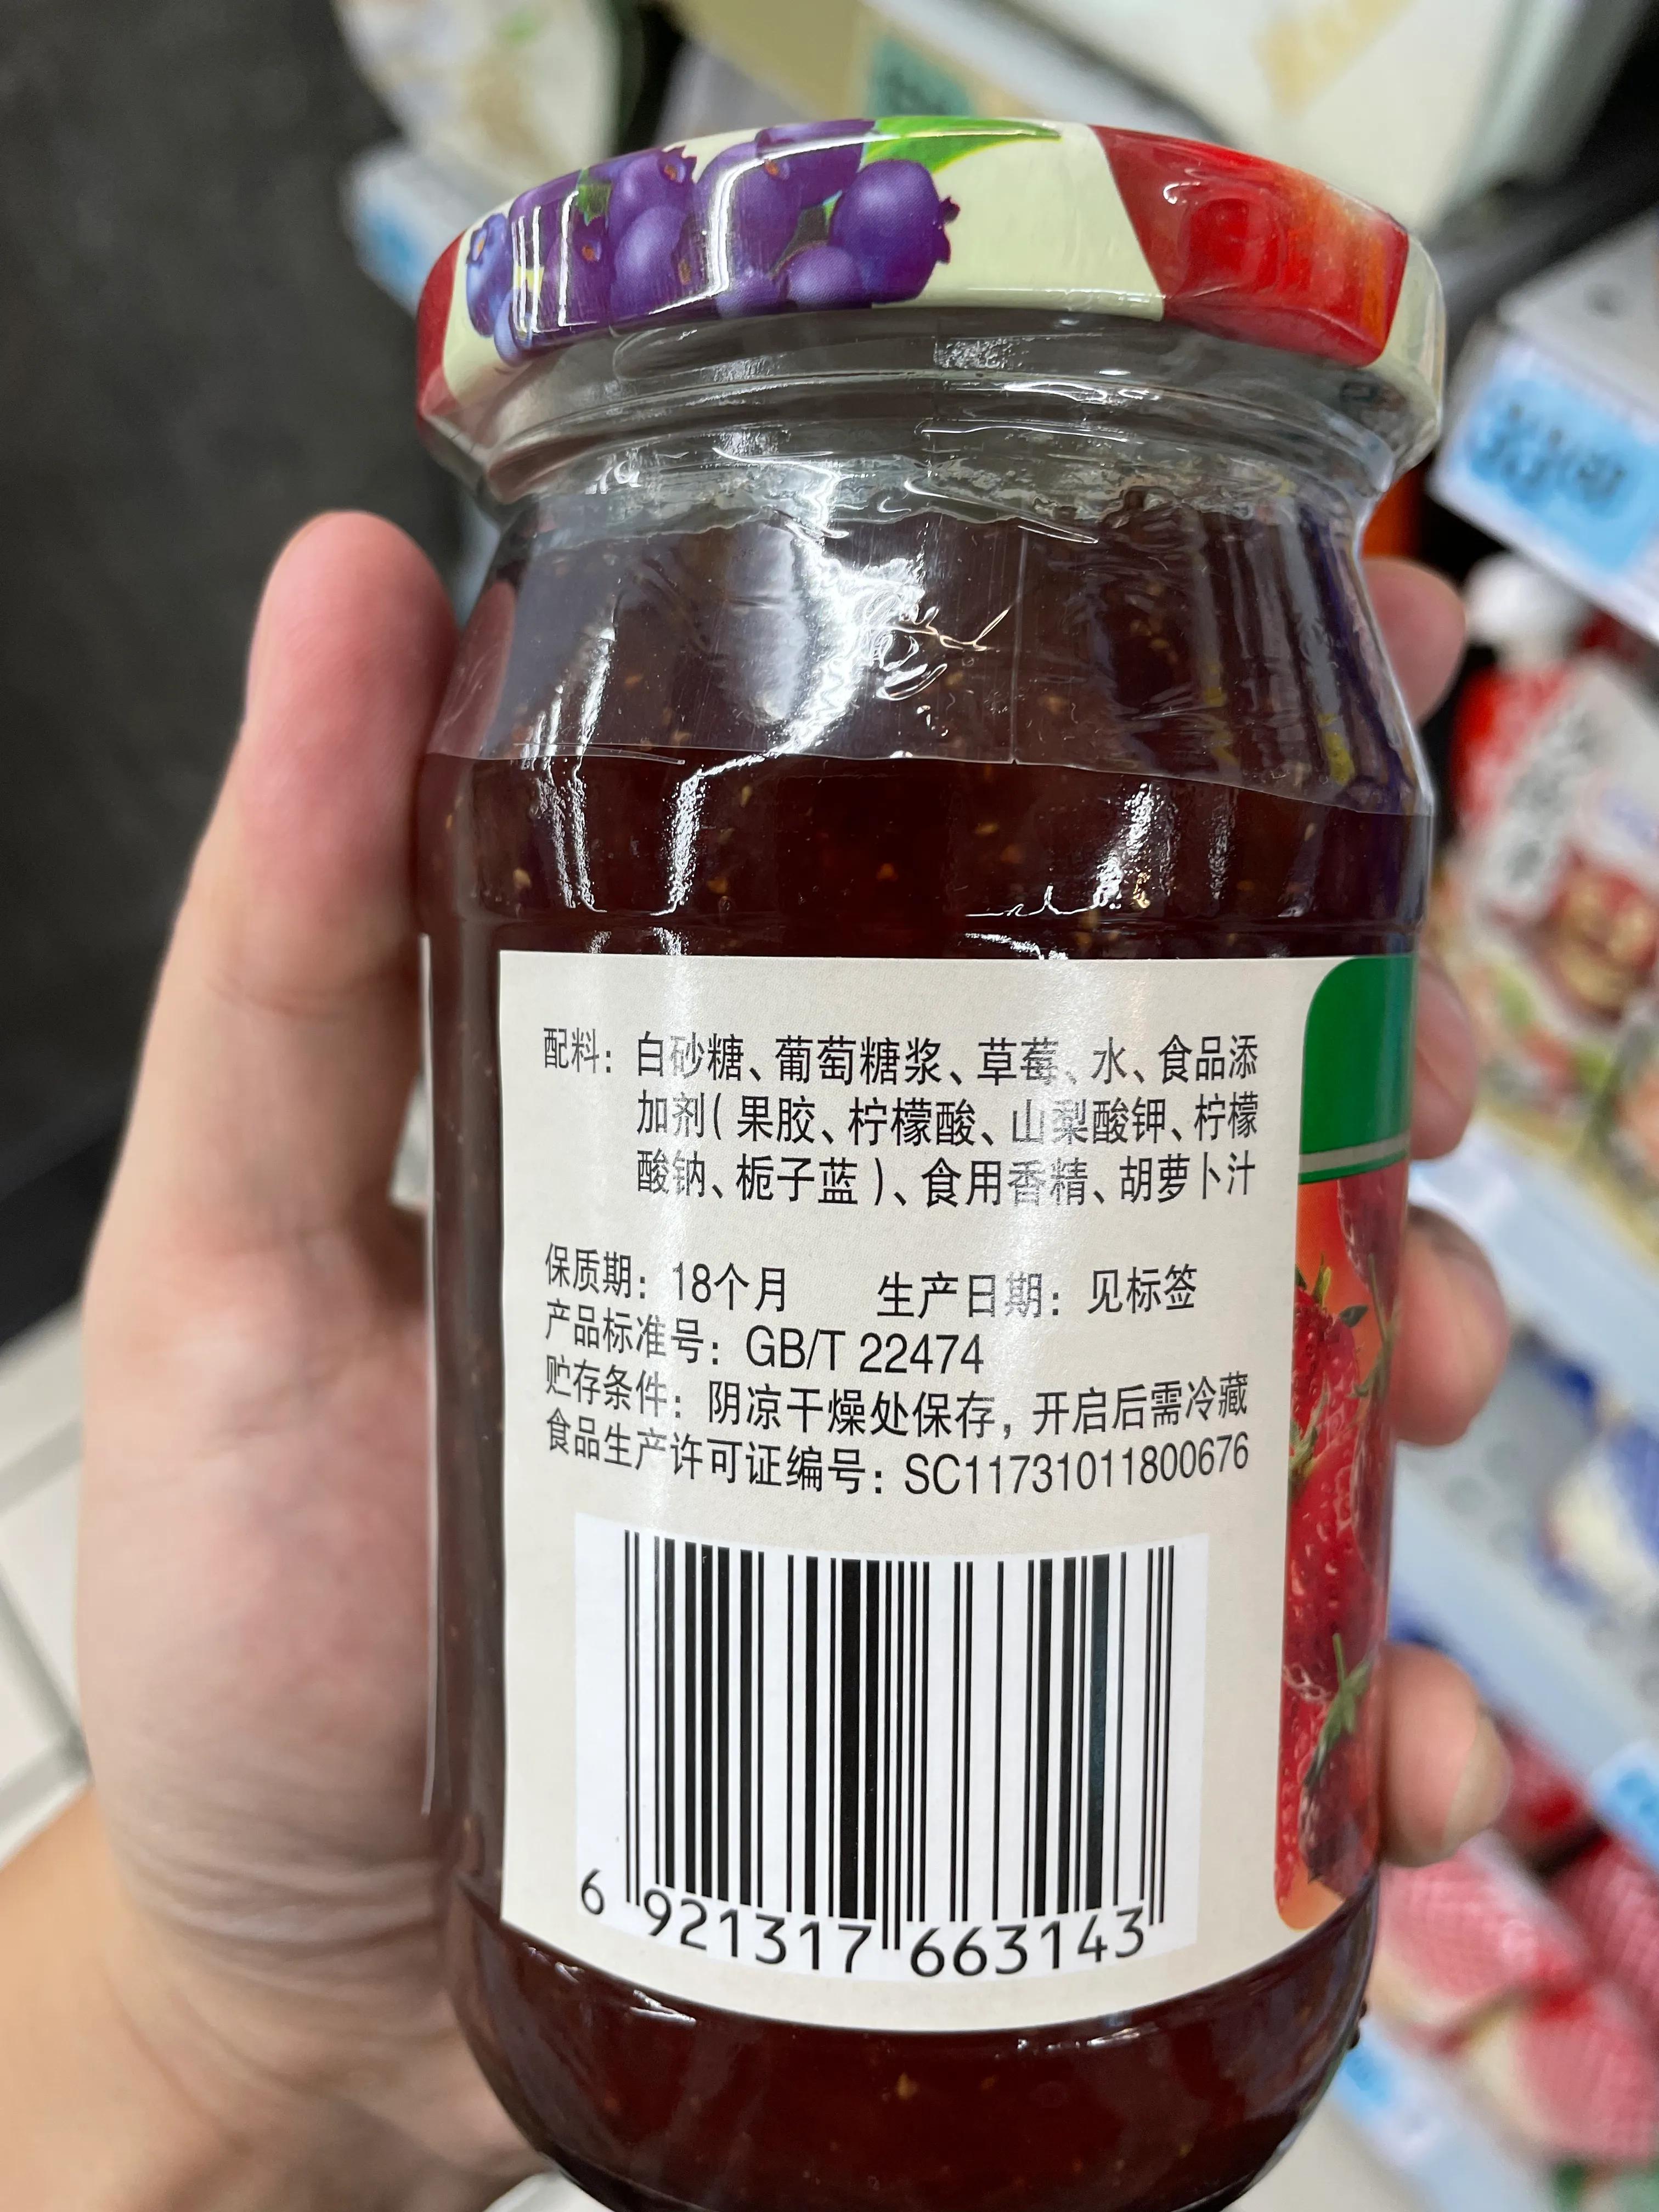 配料：白砂糖、葡萄糖浆、草莓、水、食品添
加剂（果胶、柠檬酸、山梨酸钾、柠檬
酸钠、栀子蓝）、食用香精、胡萝卜汁
保质期：18个月 生产日期：见标签
产品标准号：GB/T 22474
贮存条件：阴凉干燥处保存，开启后需冷藏
食品生产许可证编号：SC11731011800676
6 921317 663143